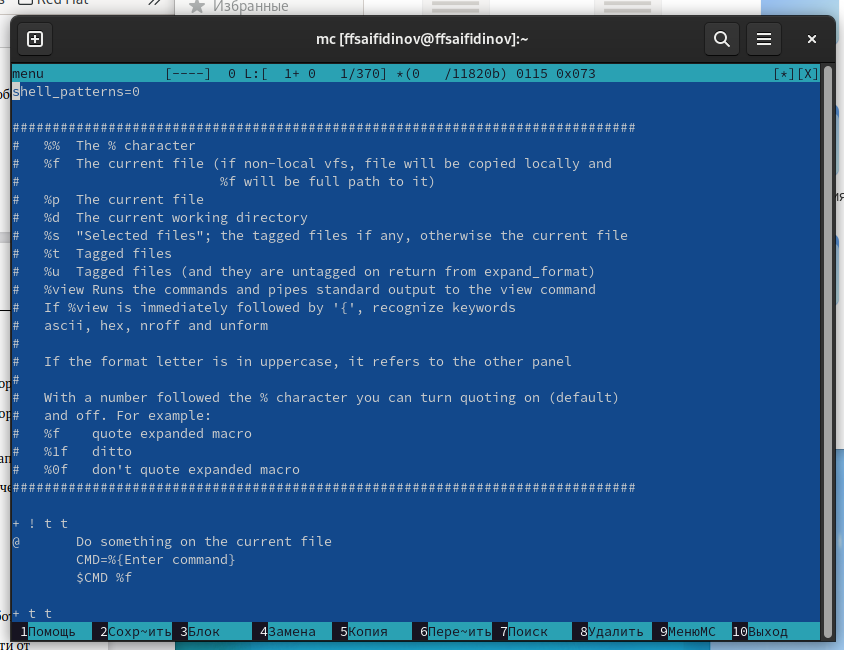 Red Hat
Избранные
mc [ffsaifidinov@ffsaifidinov]:~
menu [----] 0 L:[ 1+ 0 1/370] *(0 /11820b) 0115 0x073 [*][X]
shell_patterns=0
##############################################################################
# %% The % character
# %f The current file (if non-local vfs, file will be copied locally and
# %f will be full path to it)
# %p The current file
# %d The current working directory
# %s "Selected files"; the tagged files if any, otherwise the current file
# %t Tagged files
# %u Tagged files (and they are untagged on return from expand_format)
# %view Runs the commands and pipes standard output to the view command
# If %view is immediately followed by '{', recognize keywords
# ascii, hex, nroff and unform
#
# If the format letter is in uppercase, it refers to the other panel
#
# With a number followed the % character you can turn quoting on (default)
# and off. For example:
# %f quote expanded macro
# %1f ditto
# %0f don't quote expanded macro
##############################################################################
+ ! t t
@ Do something on the current file
CMD=%{Enter command}
$CMD %f
+ t t
1Помощь 2Сохр~ить 3Блок 4Замена 5Копия 6Пере~ить 7Поиск 8Удалить 9МенюMC 10Выход